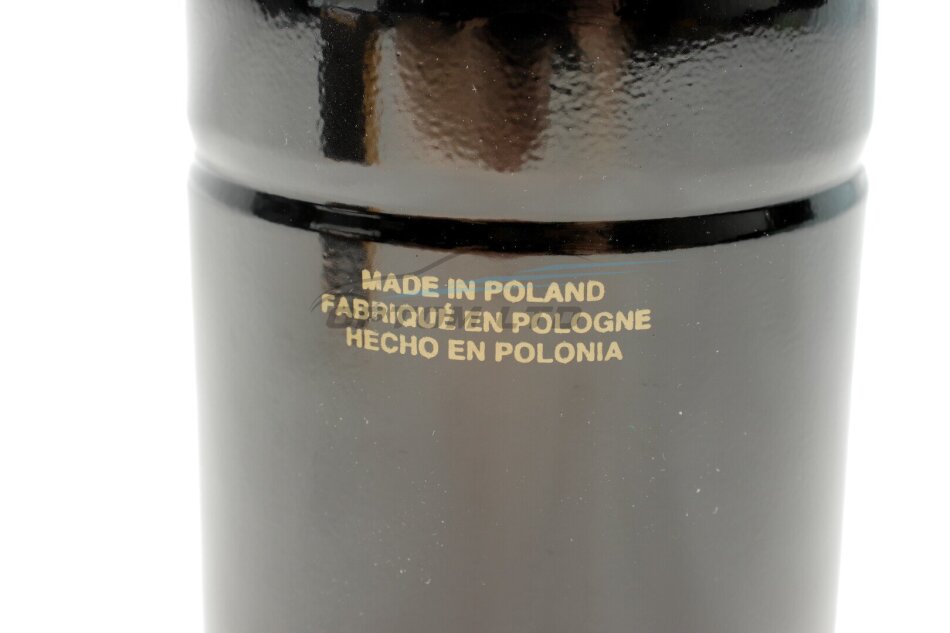 MADE IN POLAND
FABRIQUÉ EN POLOGNE
HECHO EN POLONIA